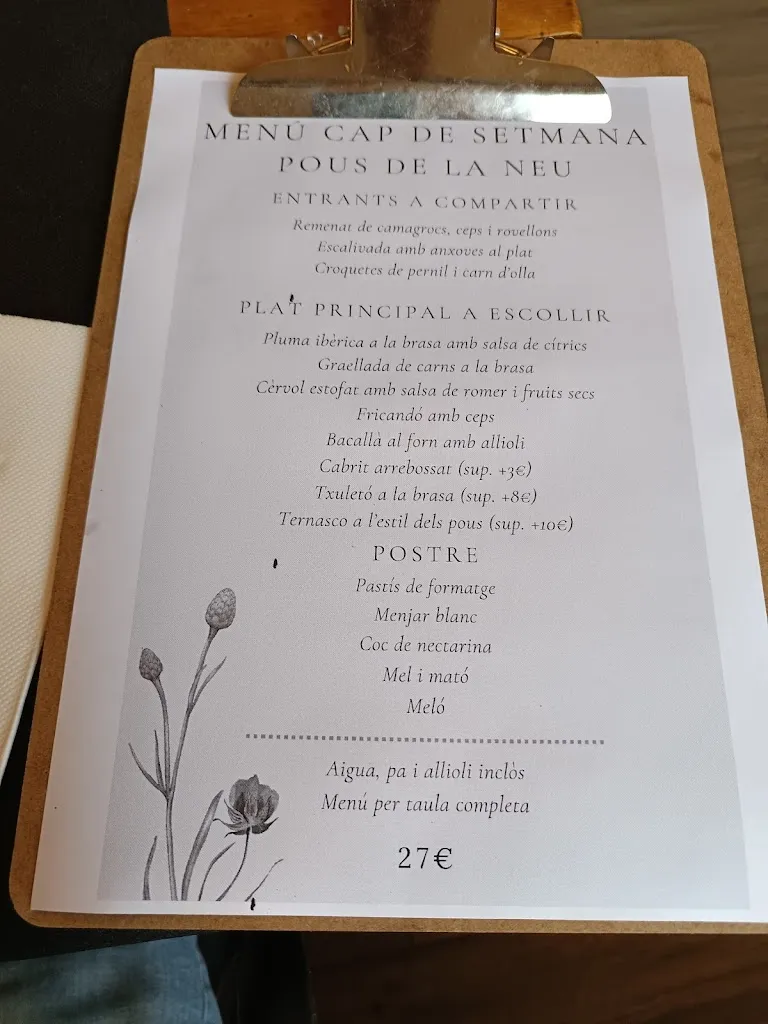 MENÚ CAP DE SETMANA
POUS DE LA NEU
ENTRANTS A COMPARTIR
Remenat de camagrocs, ceps i rovellons
Escalivada amb anxoves al plat
Croquetes de pernil i carn d'olla
PLAT PRINCIPAL A ESCOLLIR
Pluma ibèrica a la brasa amb salsa de cítrics
Graellada de carns a la brasa
Cèrvol estofat amb salsa de romer i fruits secs
Fricandó amb ceps
Bacallà al forn amb allioli
Cabrit arrebossat (sup. +3€)
Txuletó a la brasa (sup. +8€)
Ternasco a l'estil dels pous (sup. +10€)
POSTRE
Pastís de formatge
Menjar blanc
Coc de nectarina
Mel i mató
Meló
Aigua, pa i allioli inclòs
Menú per taula completa
27€